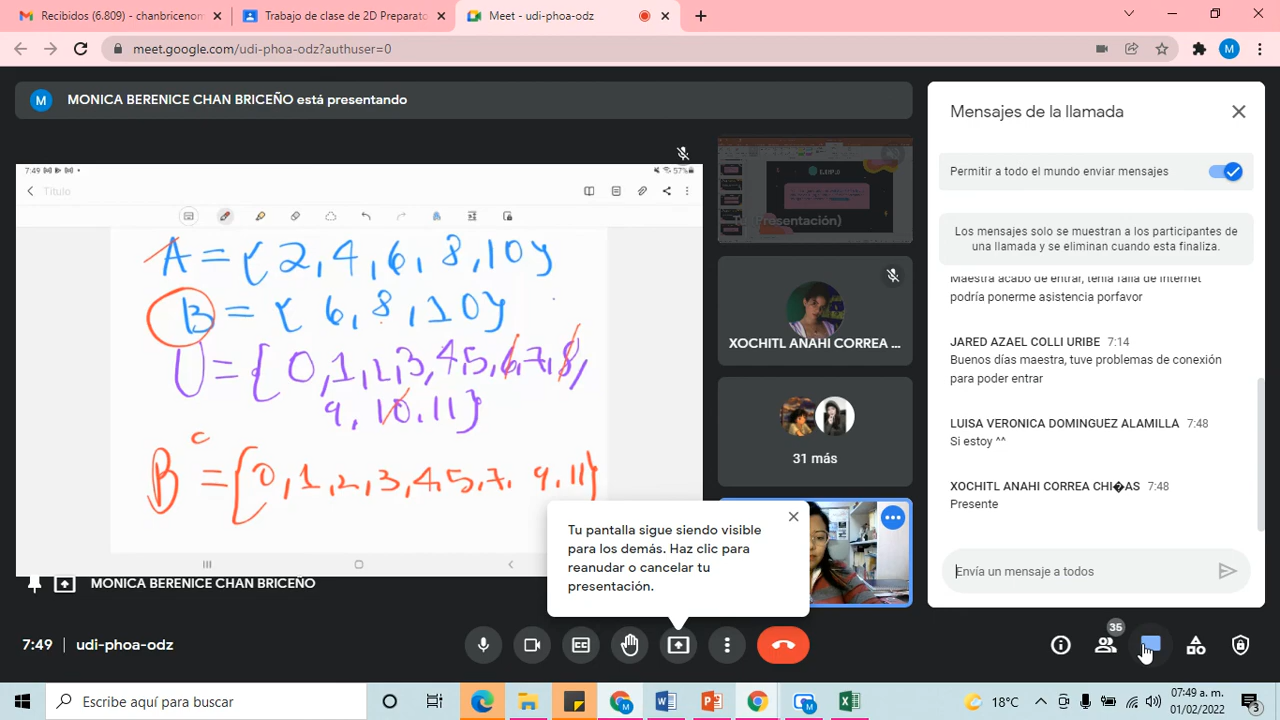 Recibidos (6.809) - chanbricenom
Trabajo de clase de 2D Preparato
Meet - udi-phoa-odz
meet.google.com/udi-phoa-odz?authuser=0
M
M
MONICA BERENICE CHAN BRICEÑO está presentando
7:49
57%
Título
A = { 2, 4, 6, 8, 10 }
B = { 6, 8, 10 }
U = { 0, 1, 2, 3, 4, 5, 6, 7, 8,
9, 10, 11 }
B^c = { 0, 1, 2, 3, 4, 5, 7, 9, 11 }
MONICA BERENICE CHAN BRICEÑO
Presentación)
XOCHITL ANAHI CORREA ...
31 más
Tu pantalla sigue siendo visible
para los demás. Haz clic para
reanudar o cancelar tu
presentación.
Mensajes de la llamada
Permitir a todo el mundo enviar mensajes
Los mensajes solo se muestran a los participantes de
una llamada y se eliminan cuando esta finaliza.
Maestra acabo de entrar, tenía falla de internet
podría ponerme asistencia porfavor
JARED AZAEL COLLI URIBE 7:14
Buenos días maestra, tuve problemas de conexión
para poder entrar
LUISA VERONICA DOMINGUEZ ALAMILLA 7:48
Si estoy ^^
XOCHITL ANAHI CORREA CHI�AS 7:48
Presente
Envía un mensaje a todos
7:49 udi-phoa-odz
35
Escribe aquí para buscar
18°C
07:49 a. m.
01/02/2022
3